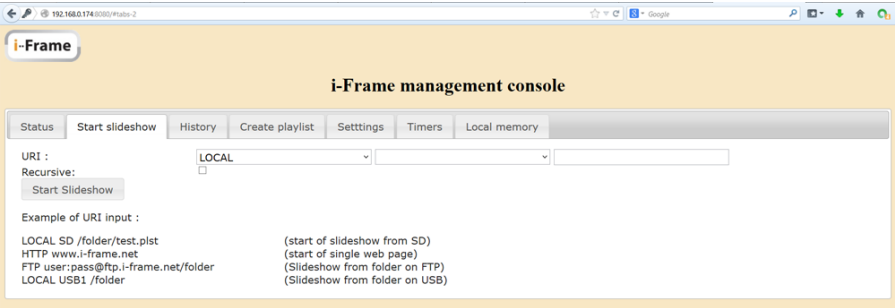 192.168.0.174:8080/#tabs-2
Google
i-Frame
i-Frame management console
Status Start slideshow History Create playlist Setttings Timers Local memory
URI : LOCAL
Recursive:
Start Slideshow
Example of URI input :
LOCAL SD /folder/test.plst (start of slideshow from SD)
HTTP www.i-frame.net (start of single web page)
FTP user:pass@ftp.i-frame.net/folder (Slideshow from folder on FTP)
LOCAL USB1 /folder (Slideshow from folder on USB)